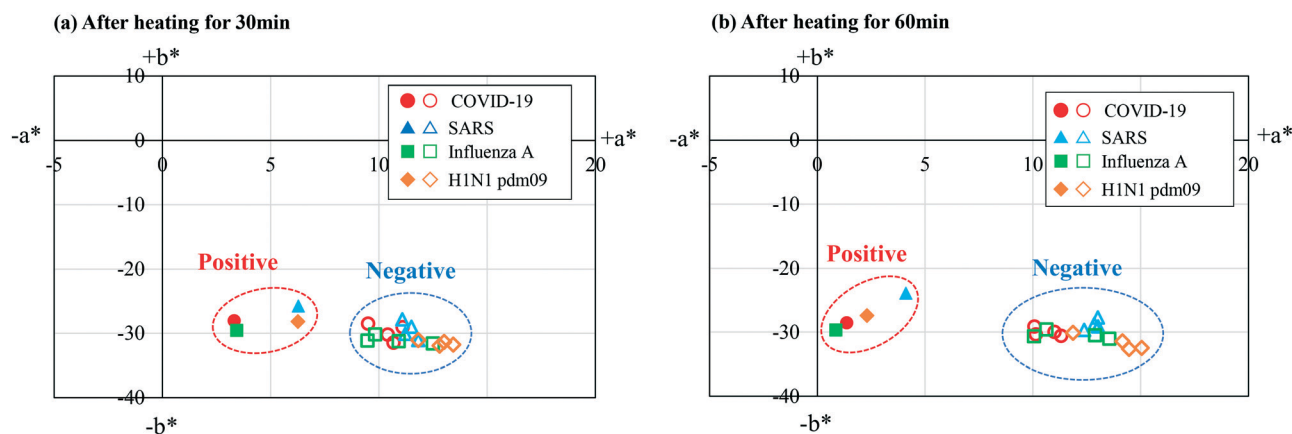 (a) After heating for 30min
+b*
10
0
-10
-20
-30
-40
-5
0
5
10
20
-a*
+a*
-b*
COVID-19
SARS
Influenza A
H1N1 pdm09
Positive
Negative
(b) After heating for 60min
+b*
10
0
-10
-20
-30
-40
-5
0
5
10
20
-a*
+a*
-b*
COVID-19
SARS
Influenza A
H1N1 pdm09
Positive
Negative